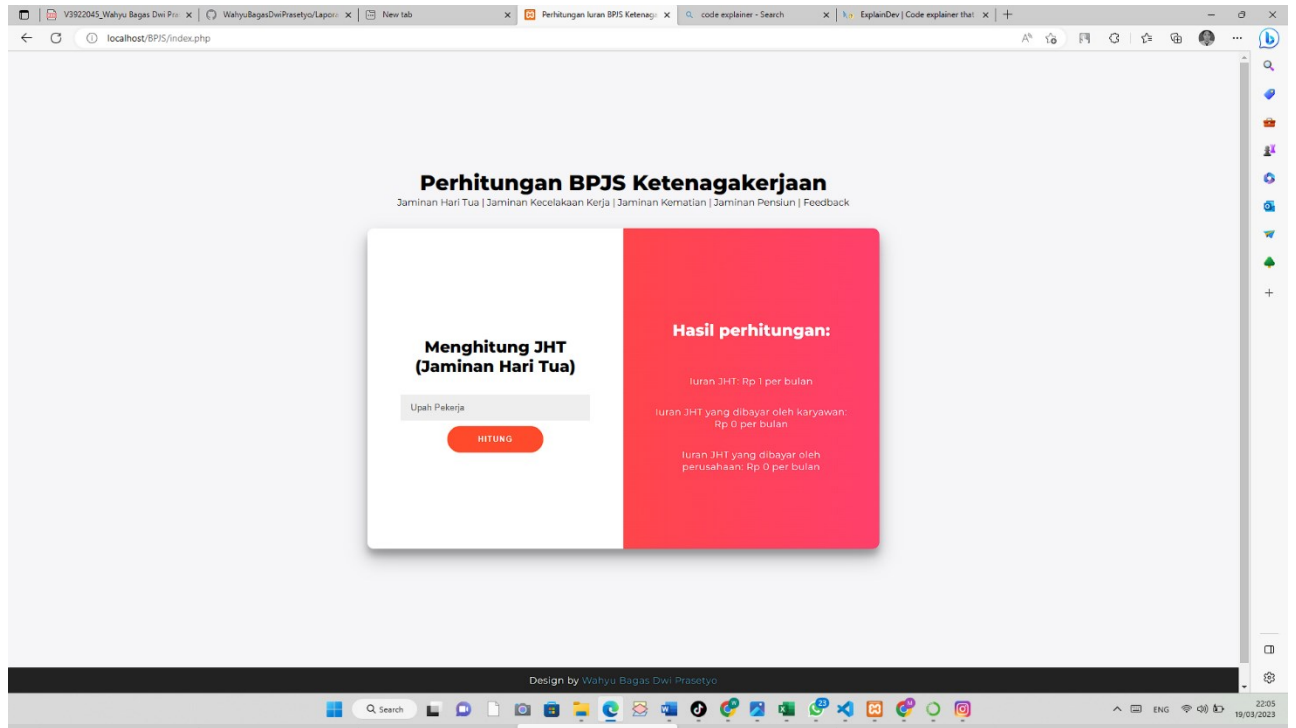 V3922045_Wahyu Bagas Dwi Pra
WahyuBagasDwiPrasetyo/Lapora
New tab
Perhitungan Iuran BPJS Ketenaga
code explainer - Search
ExplainDev | Code explainer that
localhost/BPJS/index.php
Perhitungan BPJS Ketenagakerjaan
Jaminan Hari Tua | Jaminan Kecelakaan Kerja | Jaminan Kematian | Jaminan Pensiun | Feedback
Menghitung JHT
(Jaminan Hari Tua)
Upah Pekerja
HITUNG
Hasil perhitungan:
Iuran JHT: Rp 1 per bulan
Iuran JHT yang dibayar oleh karyawan:
Rp 0 per bulan
Iuran JHT yang dibayar oleh
perusahaan: Rp 0 per bulan
Design by Wahyu Bagas Dwi Prasetyo
Search
23
ENG
22:05
19/03/2023